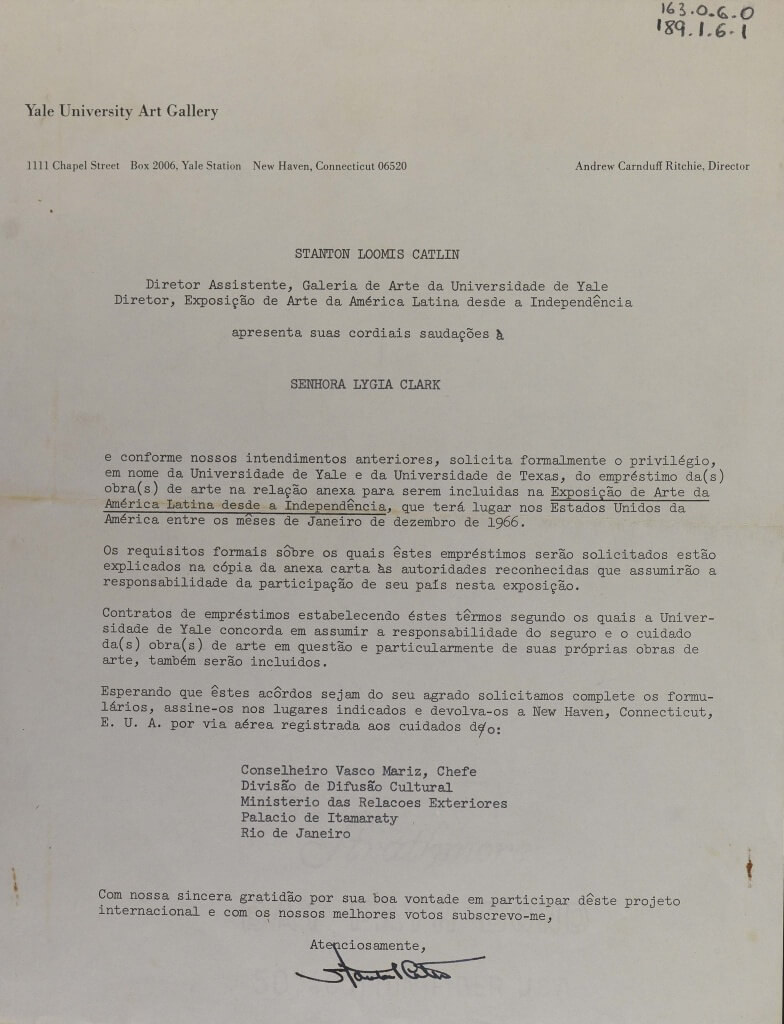 163.0.6.0
189.1.6-1
Yale University Art Gallery
1111 Chapel Street Box 2006, Yale Station New Haven, Connecticut 06520 Andrew Carnduff Ritchie, Director
STANTON LOOMIS CATLIN
Diretor Assistente, Galeria de Arte da Universidade de Yale
Diretor, Exposição de Arte da América Latina desde a Independência
apresenta suas cordiais saudações à
SENHORA LYGIA CLARK
e conforme nossos intendimentos anteriores, solicita formalmente o privilégio,
em nome da Universidade de Yale e da Universidade de Texas, do empréstimo da(s)
obra(s) de arte na relação anexa para serem incluidas na Exposição de Arte da
América Latina desde a Independência, que terá lugar nos Estados Unidos da
América entre os mêses de Janeiro de dezembro de 1966.
Os requisitos formais sôbre os quais êstes empréstimos serão solicitados estão
explicados na cópia da anexa carta às autoridades reconhecidas que assumirão a
responsabilidade da participação de seu país nesta exposição.
Contratos de empréstimos estabelecendo éstes têrmos segundo os quais a Univer-
sidade de Yale concorda em assumir a responsabilidade do seguro e o cuidado
da(s) obra(s) de arte em questão e particularmente de suas próprias obras de
arte, também serão incluidos.
Esperando que êstes acôrdos sejam do seu agrado solicitamos complete os formu-
lários, assine-os nos lugares indicados e devolva-os a New Haven, Connecticut,
E. U. A. por via aérea registrada aos cuidados do:
Conselheiro Vasco Mariz, Chefe
Divisão de Difusão Cultural
Ministerio das Relacoes Exteriores
Palacio de Itamaraty
Rio de Janeiro
Com nossa sincera gratidão por sua boa vontade em participar dêste projeto
internacional e com os nossos melhores votos subscrevo-me,
Atenciosamente,